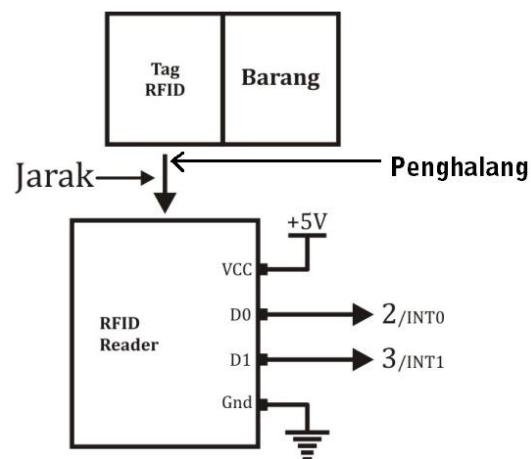 Tag
RFID
Barang
Jarak
Penghalang
+5V
VCC
RFID
Reader
D0
2/INT0
D1
3/INT1
Gnd